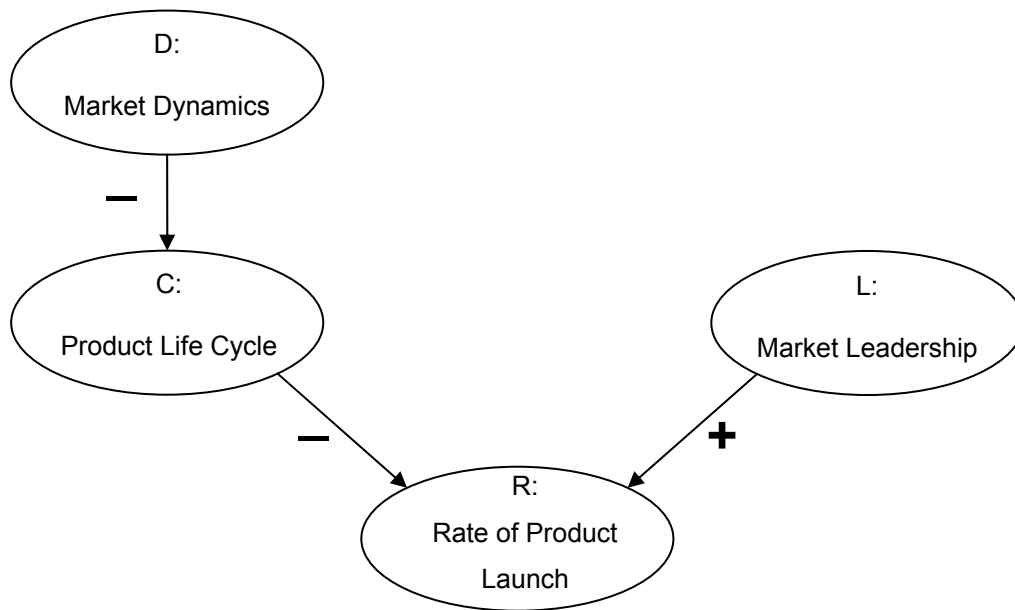 D:
Market Dynamics
–
C:
Product Life Cycle
L:
Market Leadership
–
+
R:
Rate of Product
Launch